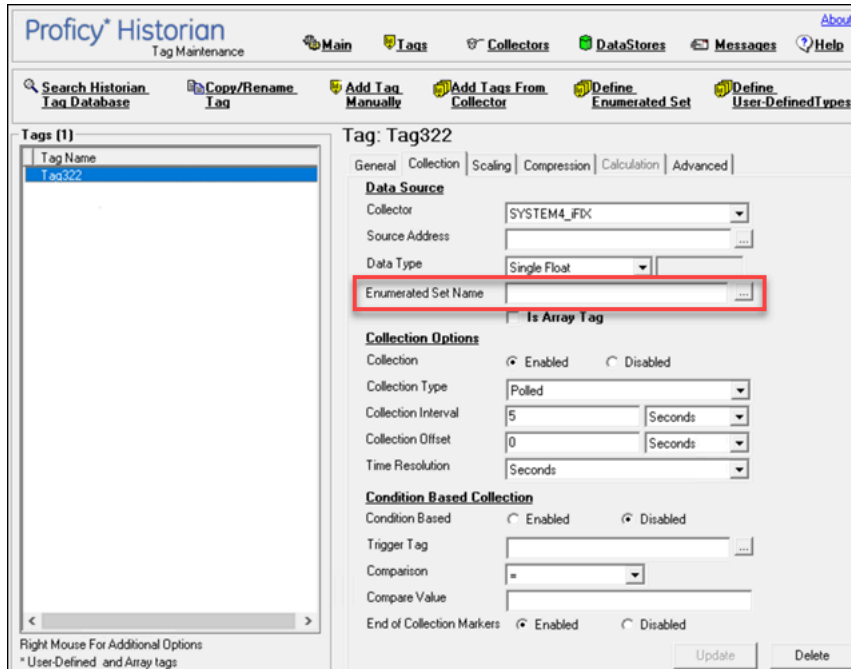 About
Proficy* Historian
Tag Maintenance
Main Tags Collectors DataStores Messages Help
Search Historian Tag Database
Copy/Rename Tag
Add Tag Manually
Add Tags From Collector
Define Enumerated Set
Define User-DefinedTypes
Tags (1)
Tag Name
Tag322
Right Mouse For Additional Options
* User-Defined and Array tags
Tag: Tag322
General Collection Scaling Compression Calculation Advanced
Data Source
Collector SYSTEM4_iFIX
Source Address ...
Data Type Single Float
Enumerated Set Name ...
Is Array Tag
Collection Options
Collection Enabled Disabled
Collection Type Polled
Collection Interval 5 Seconds
Collection Offset 0 Seconds
Time Resolution Seconds
Condition Based Collection
Condition Based Enabled Disabled
Trigger Tag ...
Comparison =
Compare Value
End of Collection Markers Enabled Disabled
Update Delete